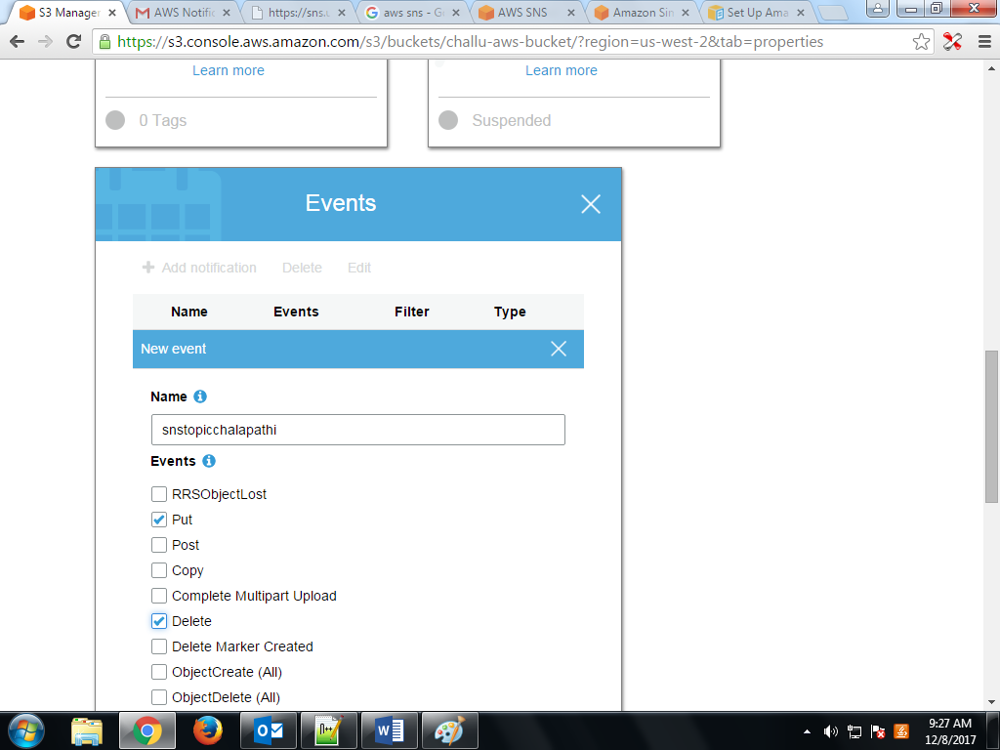 S3 Manager
AWS Notific
https://sns.u
aws sns - Go
AWS SNS
Amazon Sim
Set Up Ama
https://s3.console.aws.amazon.com/s3/buckets/challu-aws-bucket/?region=us-west-2&tab=properties
Learn more
Learn more
0 Tags
Suspended
Events
Add notification Delete Edit
Name Events Filter Type
New event
Name
snstopicchalapathi
Events
RRSObjectLost
Put
Post
Copy
Complete Multipart Upload
Delete
Delete Marker Created
ObjectCreate (All)
ObjectDelete (All)
9:27 AM
12/8/2017